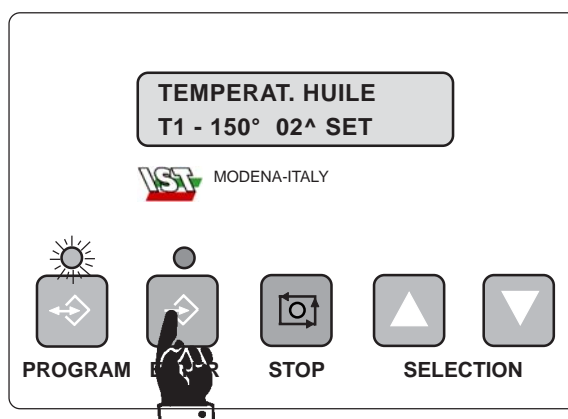 TEMPERAT. HUILE
T1 - 150° 02^ SET
IST MODENA-ITALY
PROGRAM STOP SELECTION